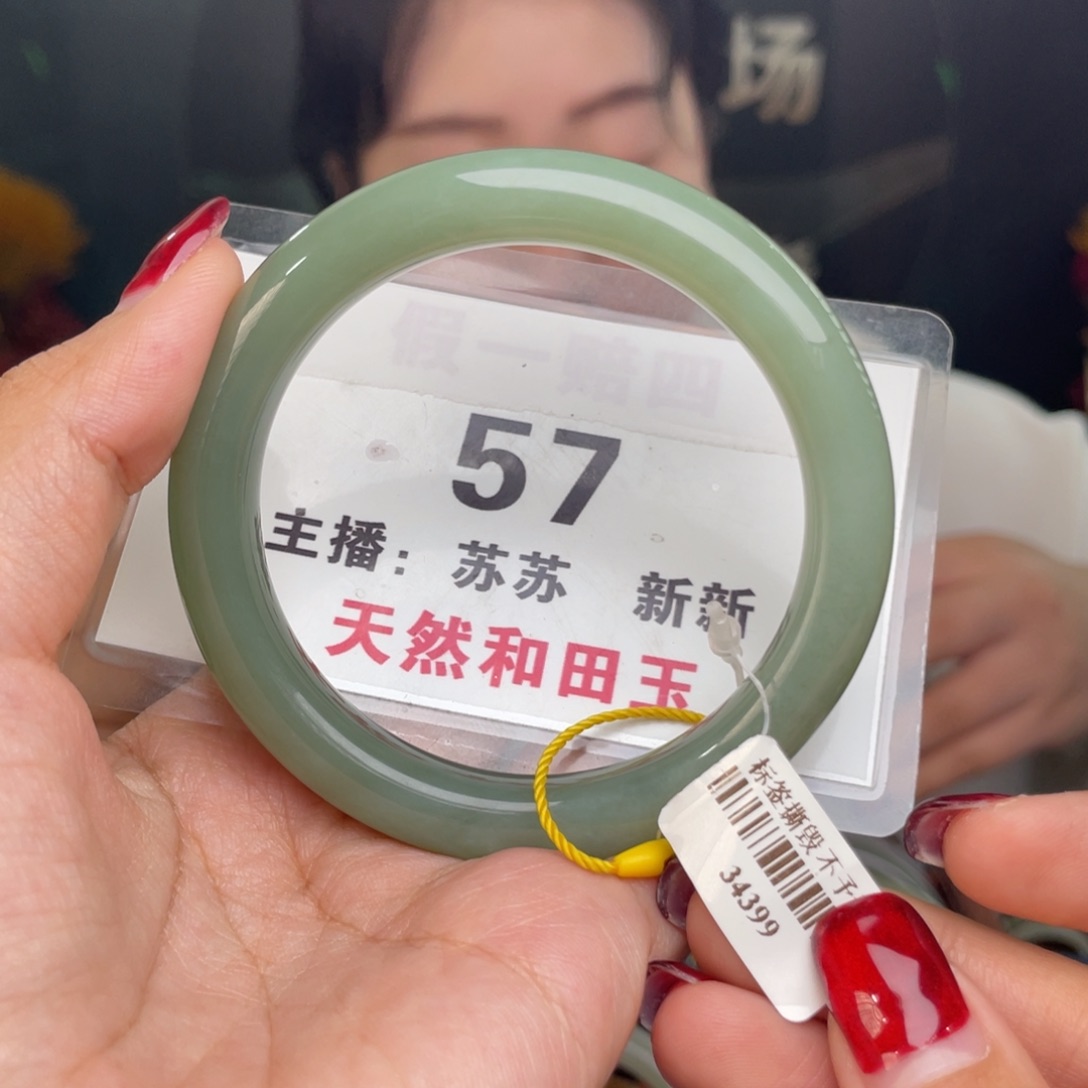 场
假一赔四
57
主播：苏苏 新新
天然和田玉
标签撕毁不予
34399